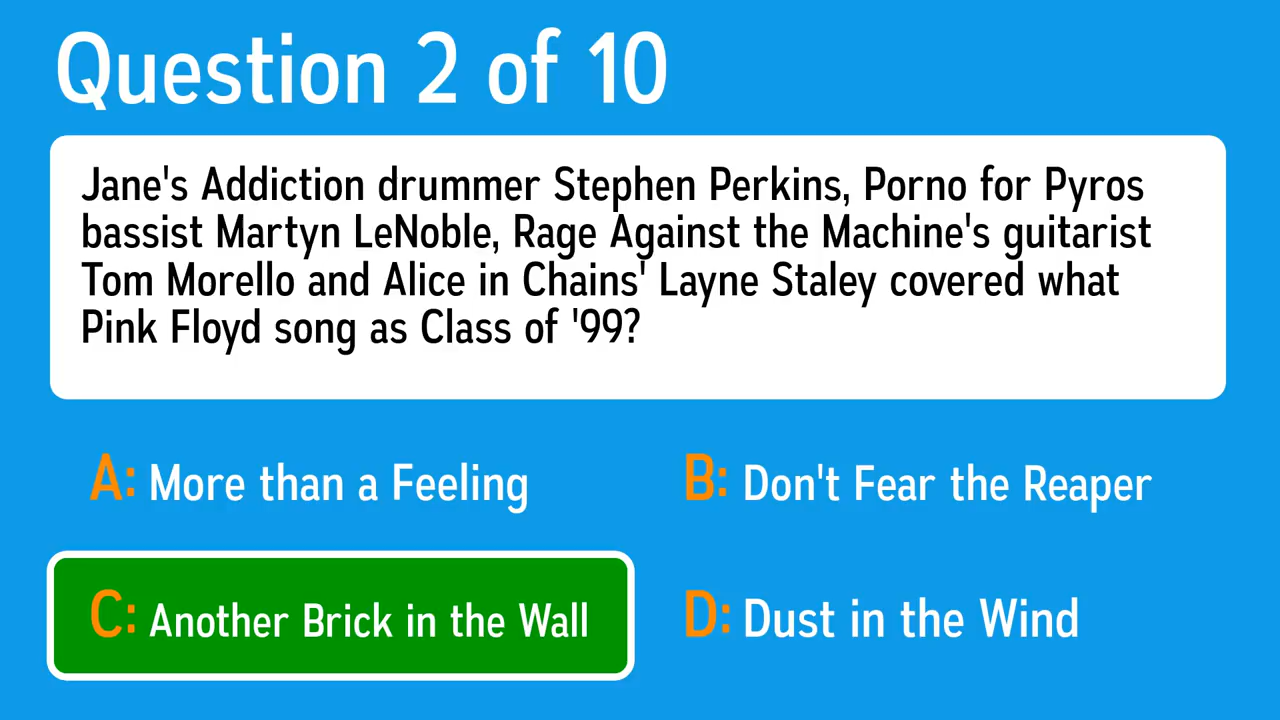 Question 2 of 10
Jane's Addiction drummer Stephen Perkins, Porno for Pyros
bassist Martyn LeNoble, Rage Against the Machine's guitarist
Tom Morello and Alice in Chains' Layne Staley covered what
Pink Floyd song as Class of '99?
A: More than a Feeling
B: Don't Fear the Reaper
C: Another Brick in the Wall
D: Dust in the Wind